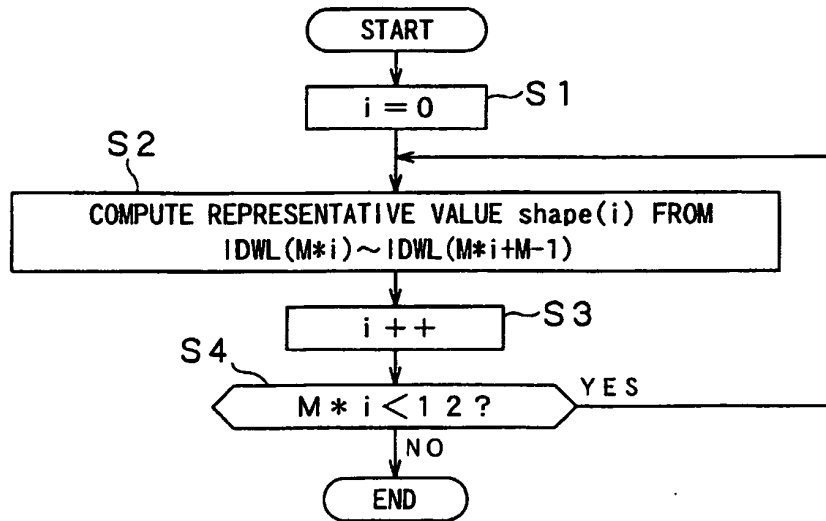 START
i=0
S1
S2
COMPUTE REPRESENTATIVE VALUE shape(i) FROM
IDWL(M*i)~IDWL(M*i+M-1)
i++
S3
S4
M*i<12?
YES
NO
END